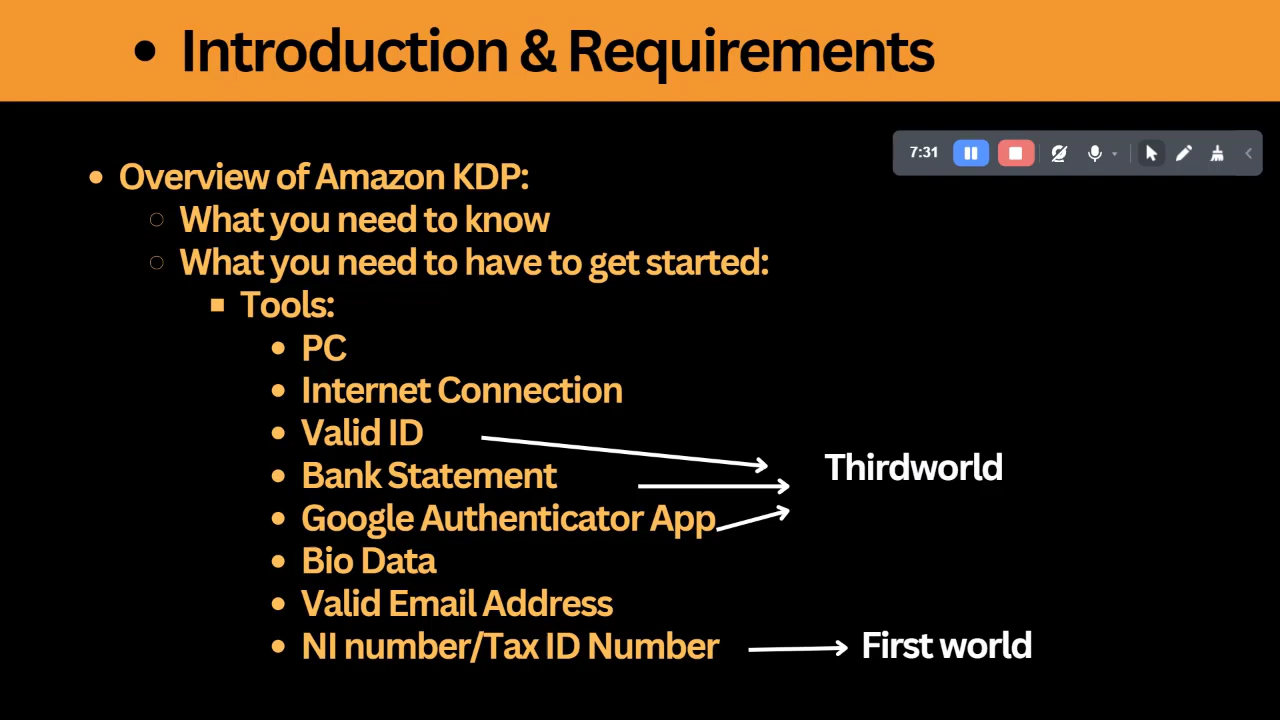 Introduction & Requirements
7:31
Overview of Amazon KDP:
What you need to know
What you need to have to get started:
Tools:
PC
Internet Connection
Valid ID
Thirdworld
Bank Statement
Google Authenticator App
Bio Data
Valid Email Address
NI number/Tax ID Number
First world